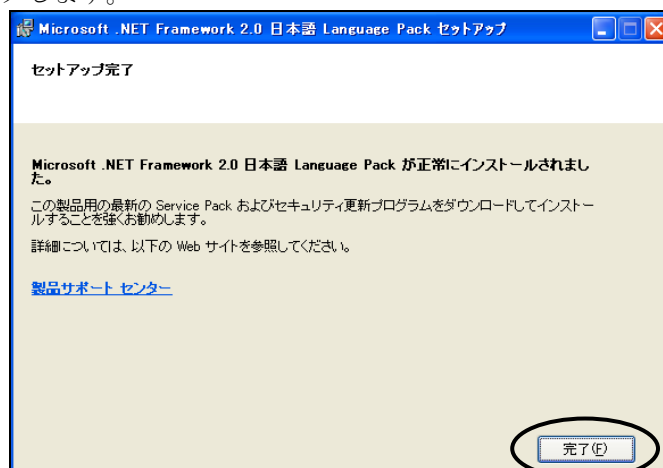 します。
Microsoft .NET Framework 2.0 日本語 Language Pack セットアップ
セットアップ完了
Microsoft .NET Framework 2.0 日本語 Language Pack が正常にインストールされまし
た。
この製品用の最新の Service Pack およびセキュリティ更新プログラムをダウンロードしてインストー
ルすることを強くお勧めします。
詳細については、以下の Web サイトを参照してください。
製品サポート センター
完了(F)